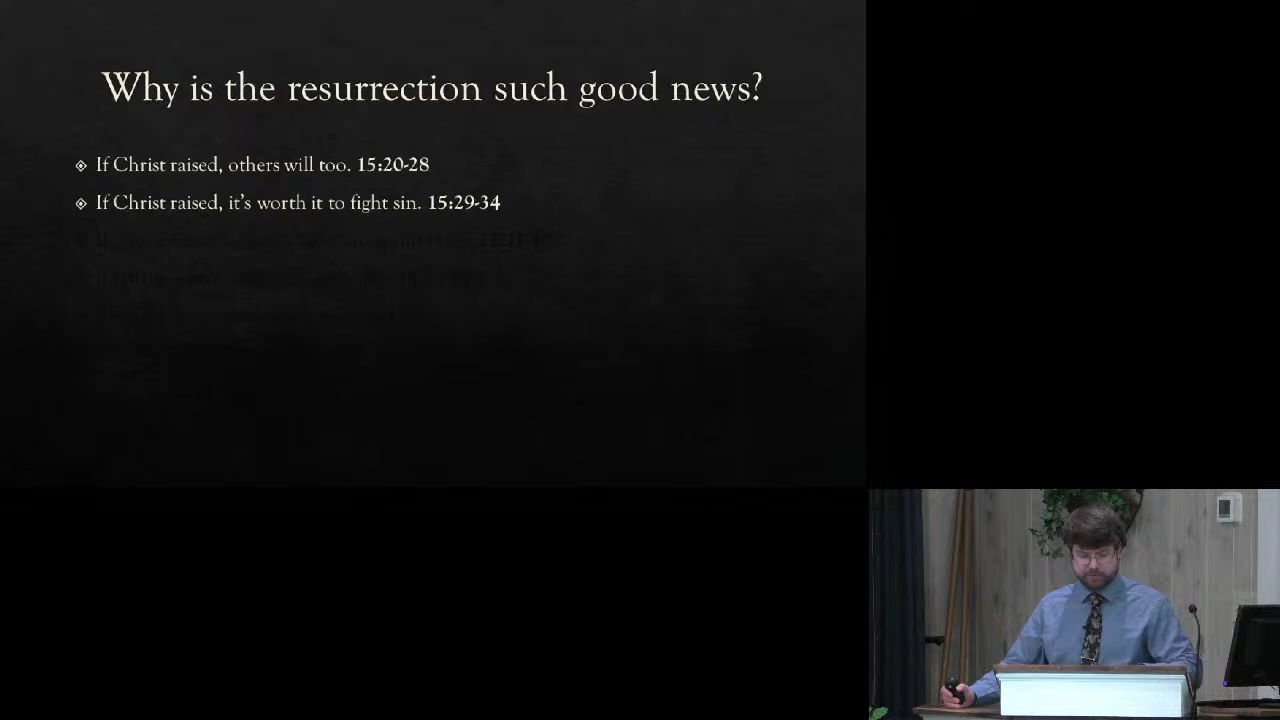 Why is the resurrection such good news?
If Christ raised, others will too. 15:20-28
If Christ raised, it's worth it to fight sin. 15:29-34